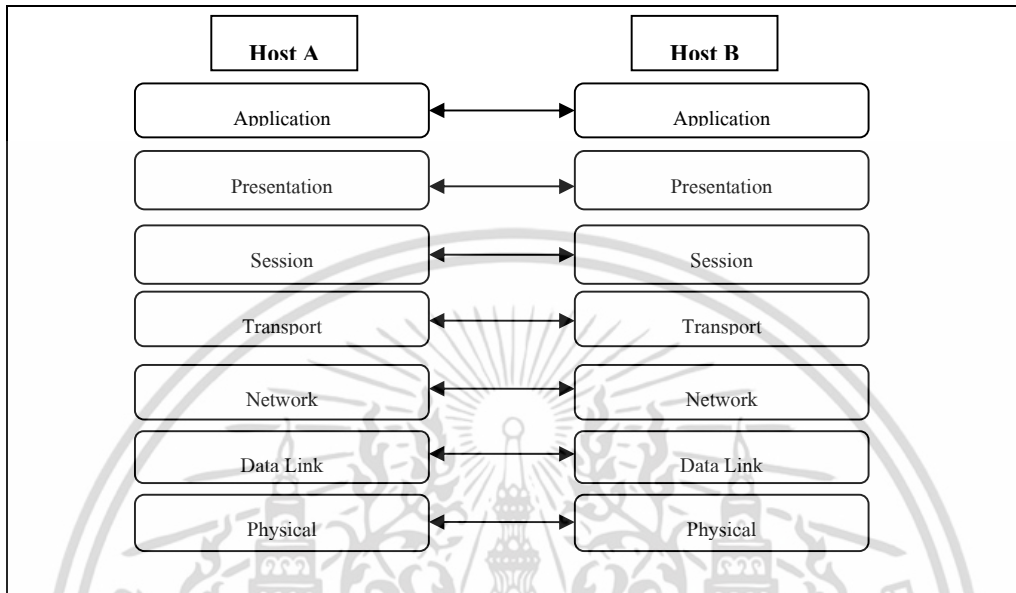 Host A Host B
Application Application
Presentation Presentation
Session Session
Transport Transport
Network Network
Data Link Data Link
Physical Physical